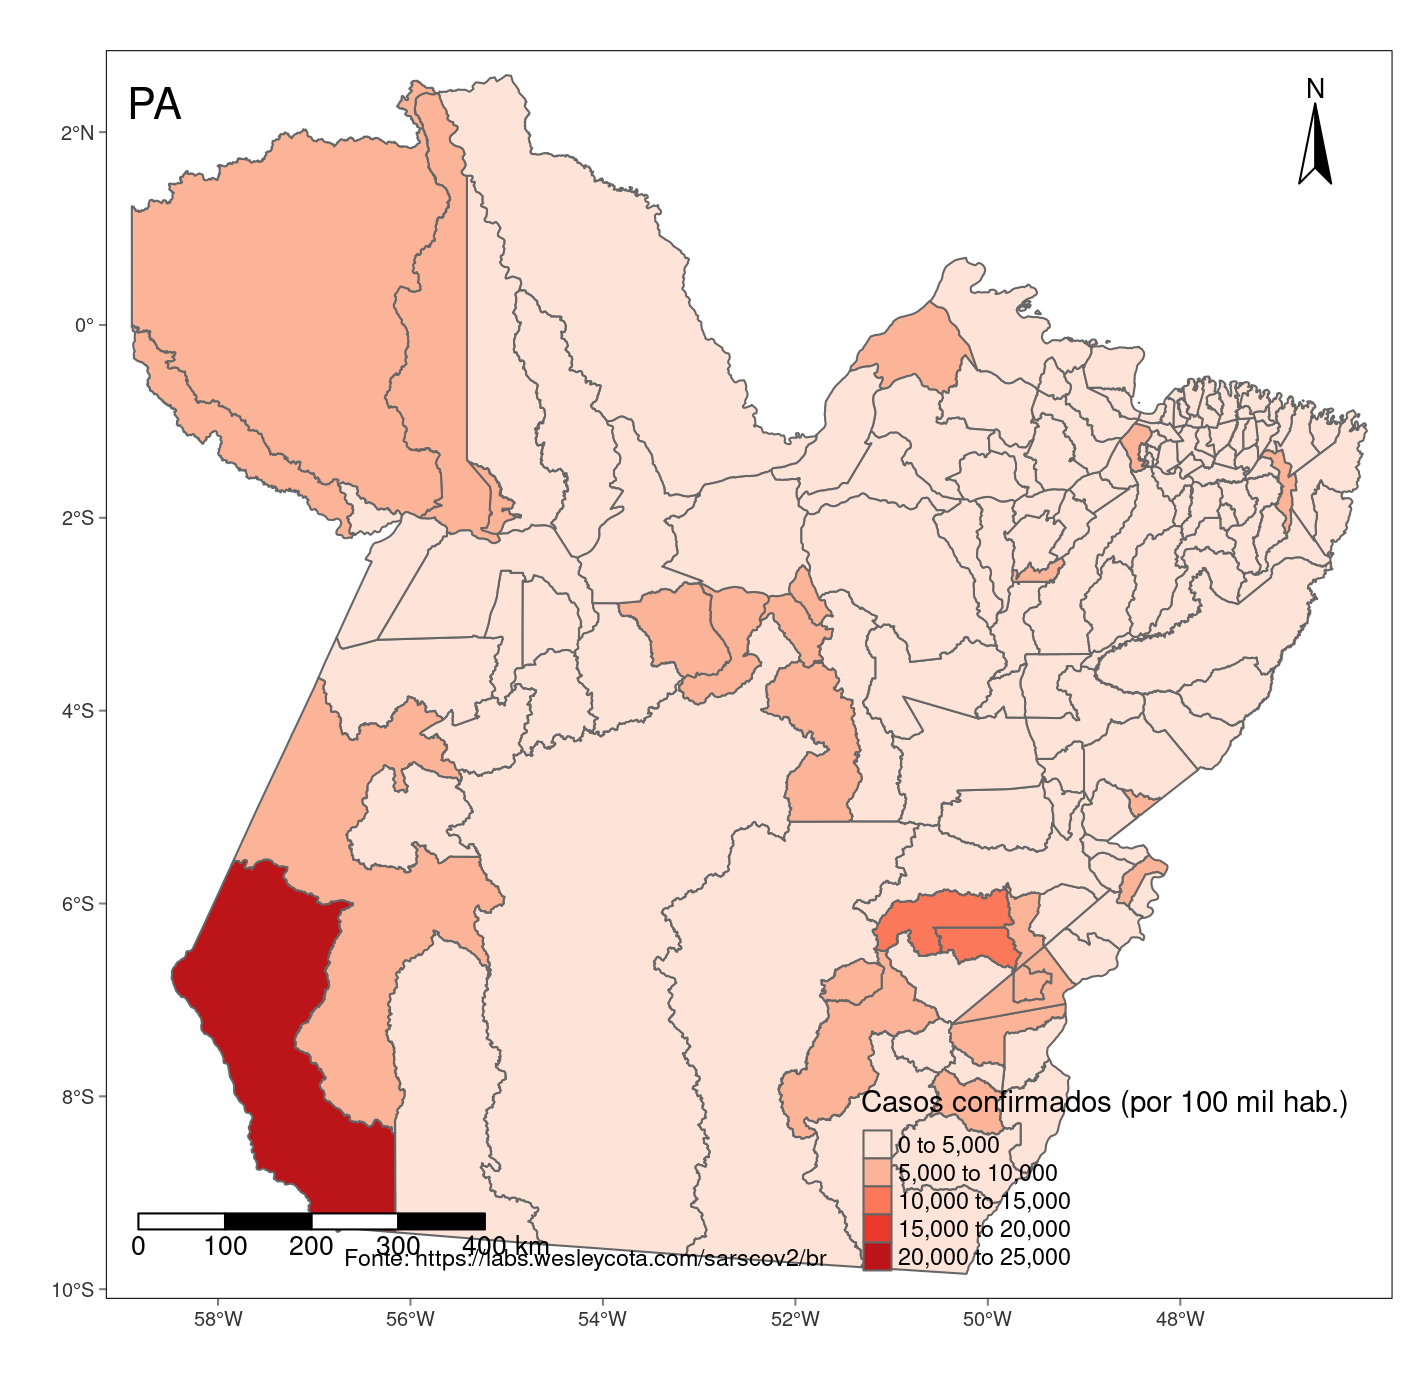 PA
N
2°N
0°
2°S
4°S
6°S
8°S
10°S
Casos confirmados (por 100 mil hab.)
0 to 5,000
5,000 to 10,000
10,000 to 15,000
15,000 to 20,000
20,000 to 25,000
0 100 200 300 400 km
Fonte: https://labs.wesleycota.com/sarscov2/br
58°W 56°W 54°W 52°W 50°W 48°W